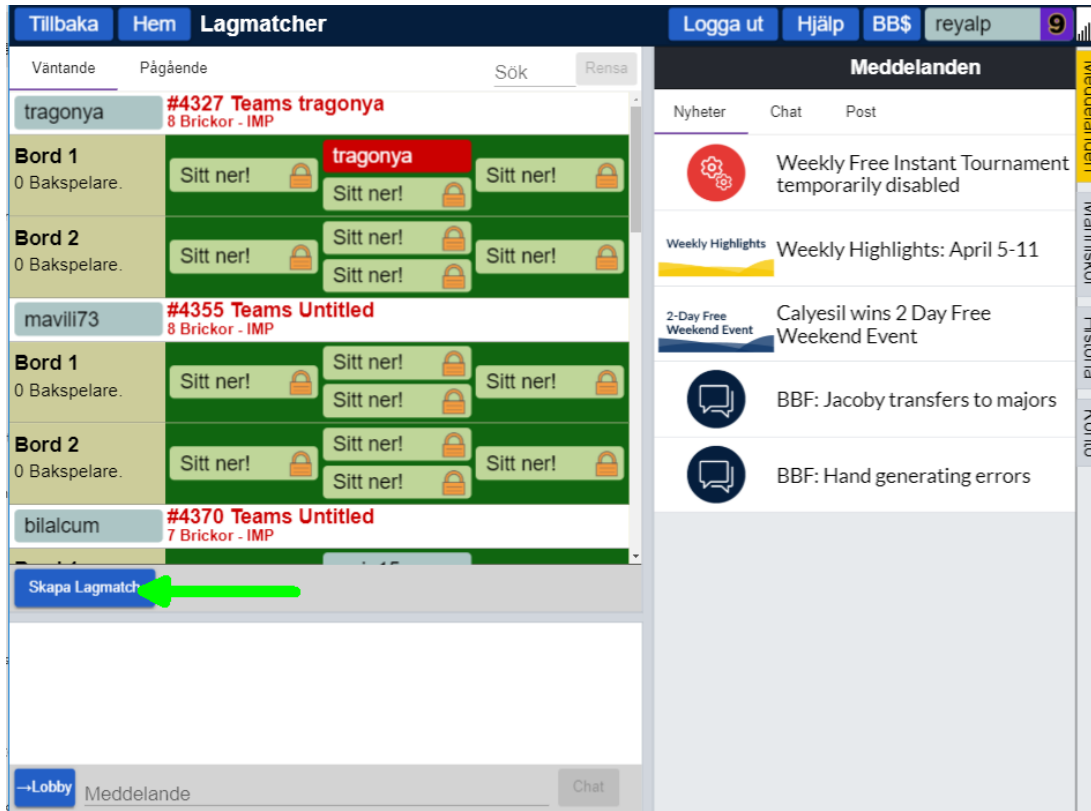 Tillbaka Hem Lagmatcher Logga ut Hjälp BB$ reyalp 9
Väntande Pågående Sök Rensa
tragonya #4327 Teams tragonya
8 Brickor - IMP
Bord 1
0 Bakspelare.
Sitt ner! tragonya Sitt ner!
Sitt ner!
Bord 2
0 Bakspelare.
Sitt ner! Sitt ner! Sitt ner!
Sitt ner!
mavili73 #4355 Teams Untitled
8 Brickor - IMP
Bord 1
0 Bakspelare.
Sitt ner! Sitt ner! Sitt ner!
Sitt ner!
Bord 2
0 Bakspelare.
Sitt ner! Sitt ner! Sitt ner!
Sitt ner!
bilalcum #4370 Teams Untitled
7 Brickor - IMP
Skapa Lagmatch
→Lobby Meddelande Chat
Meddelanden
Nyheter Chat Post
Weekly Free Instant Tournament
temporarily disabled
Weekly Highlights
Weekly Highlights: April 5-11
2-Day Free
Weekend Event
Calyesil wins 2 Day Free
Weekend Event
BBF: Jacoby transfers to majors
BBF: Hand generating errors
Meddelanden
Människor
Historia
Konto